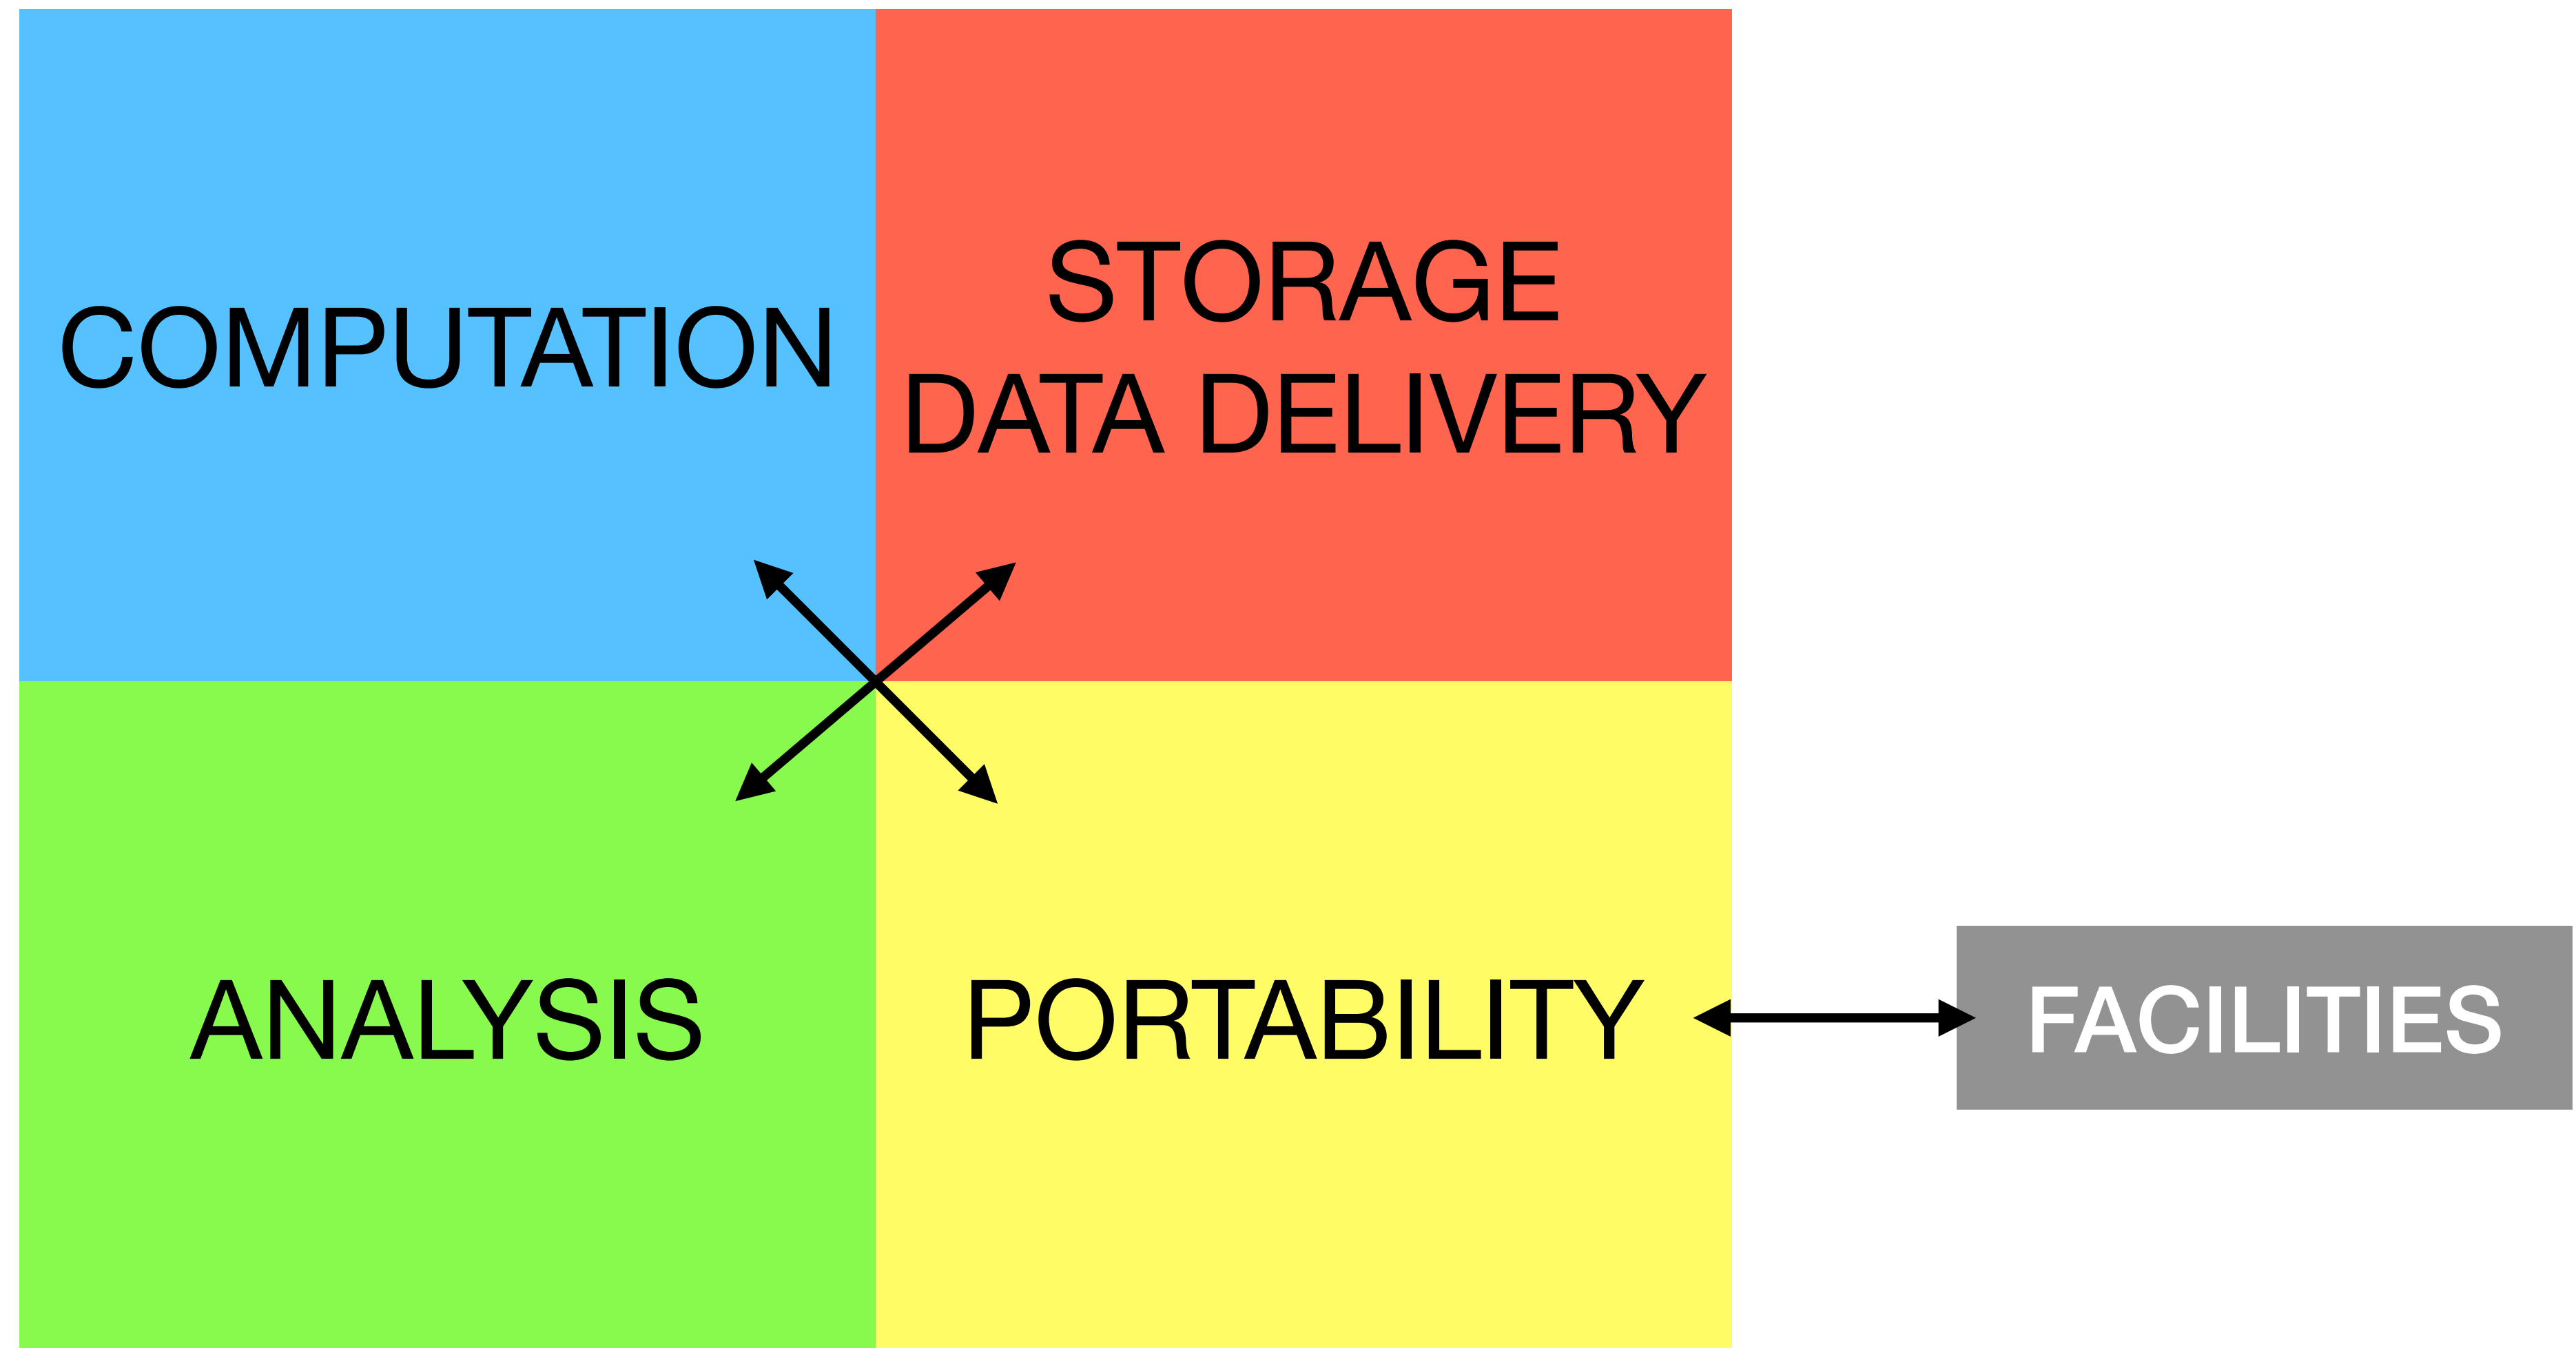 COMPUTATION
STORAGE
DATA DELIVERY
ANALYSIS
PORTABILITY
FACILITIES